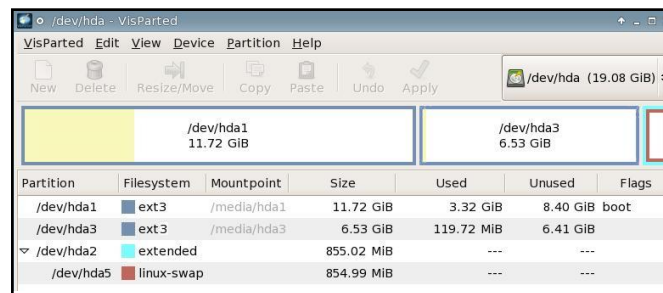 /dev/hda - VisParted
VisParted Edit View Device Partition Help
New Delete Resize/Move Copy Paste Undo Apply /dev/hda (19.08 GiB)
/dev/hda1 /dev/hda3
11.72 GiB 6.53 GiB
Partition Filesystem Mountpoint Size Used Unused Flags
/dev/hda1 ext3 /media/hda1 11.72 GiB 3.32 GiB 8.40 GiB boot
/dev/hda3 ext3 /media/hda3 6.53 GiB 119.72 MiB 6.41 GiB
/dev/hda2 extended 855.02 MiB --- ---
/dev/hda5 linux-swap 854.99 MiB --- ---